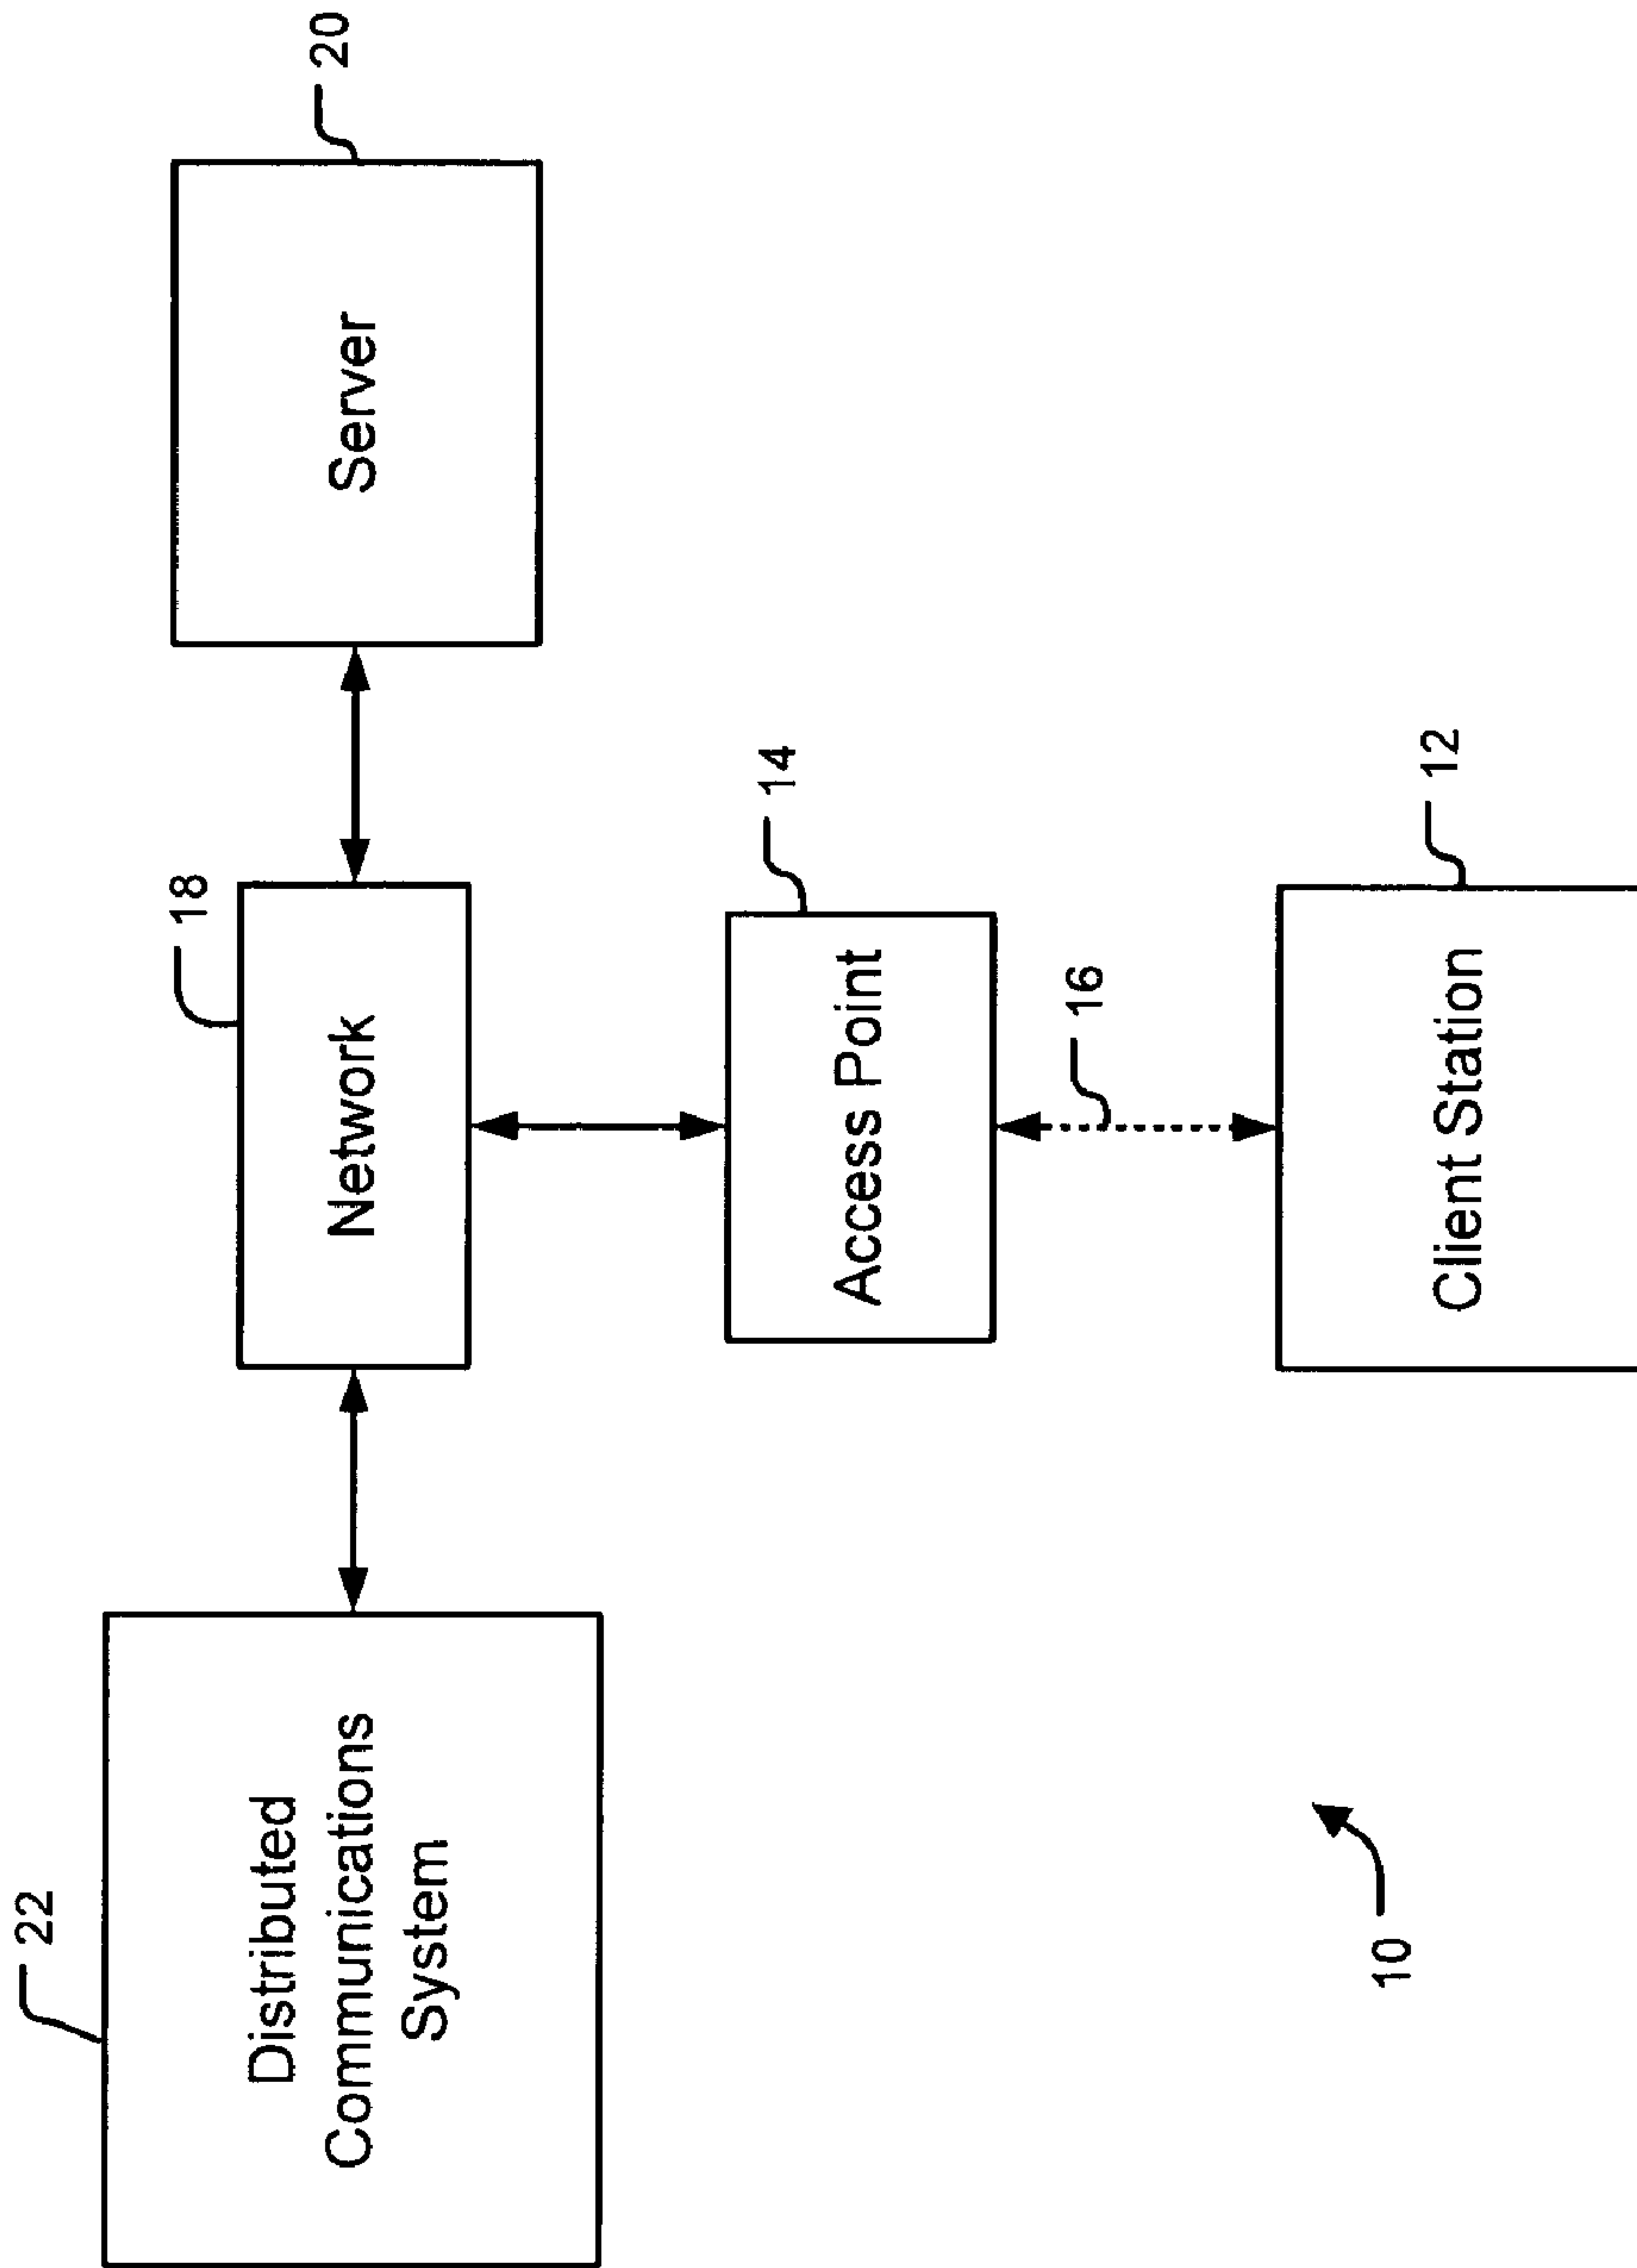 22
Distributed
Communications
System
18
Network
20
Server
14
Access Point
16
12
Client Station
10